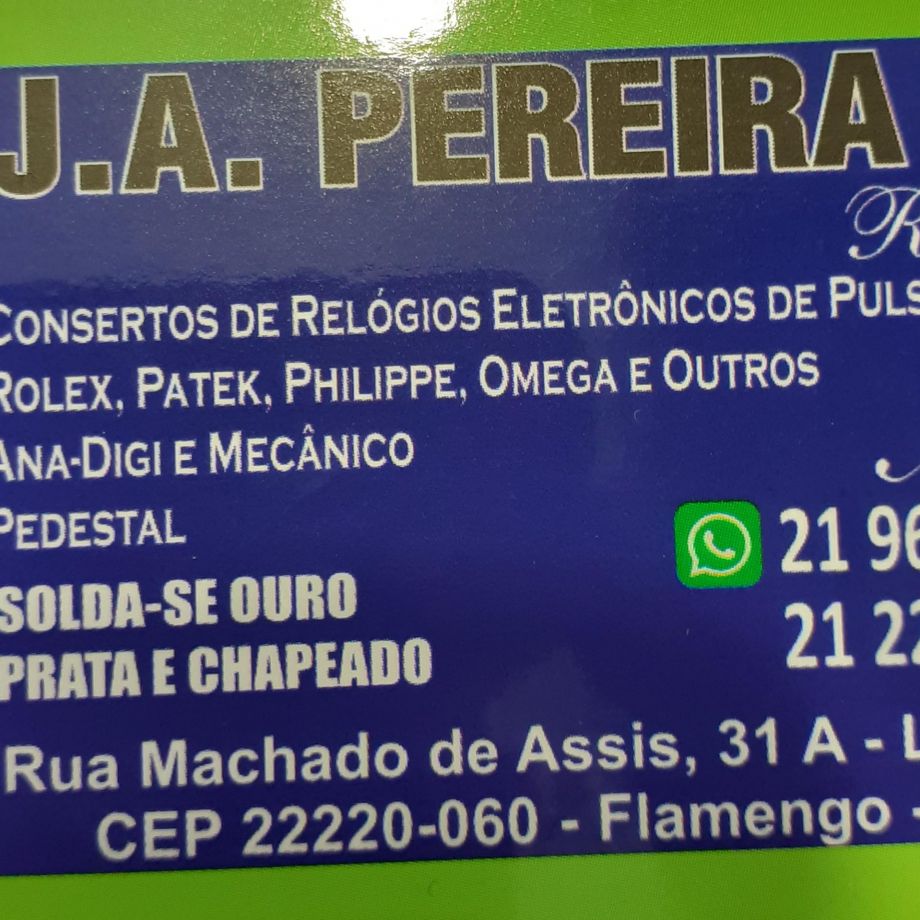 J.A. PEREIRA
CONSERTOS DE RELÓGIOS ELETRÔNICOS DE PULS
ROLEX, PATEK, PHILIPPE, OMEGA E OUTROS
ANA-DIGI E MECÂNICO
PEDESTAL
21 96
SOLDA-SE OURO
21 22
PRATA E CHAPEADO
Rua Machado de Assis, 31 A - L
CEP 22220-060 - Flamengo -